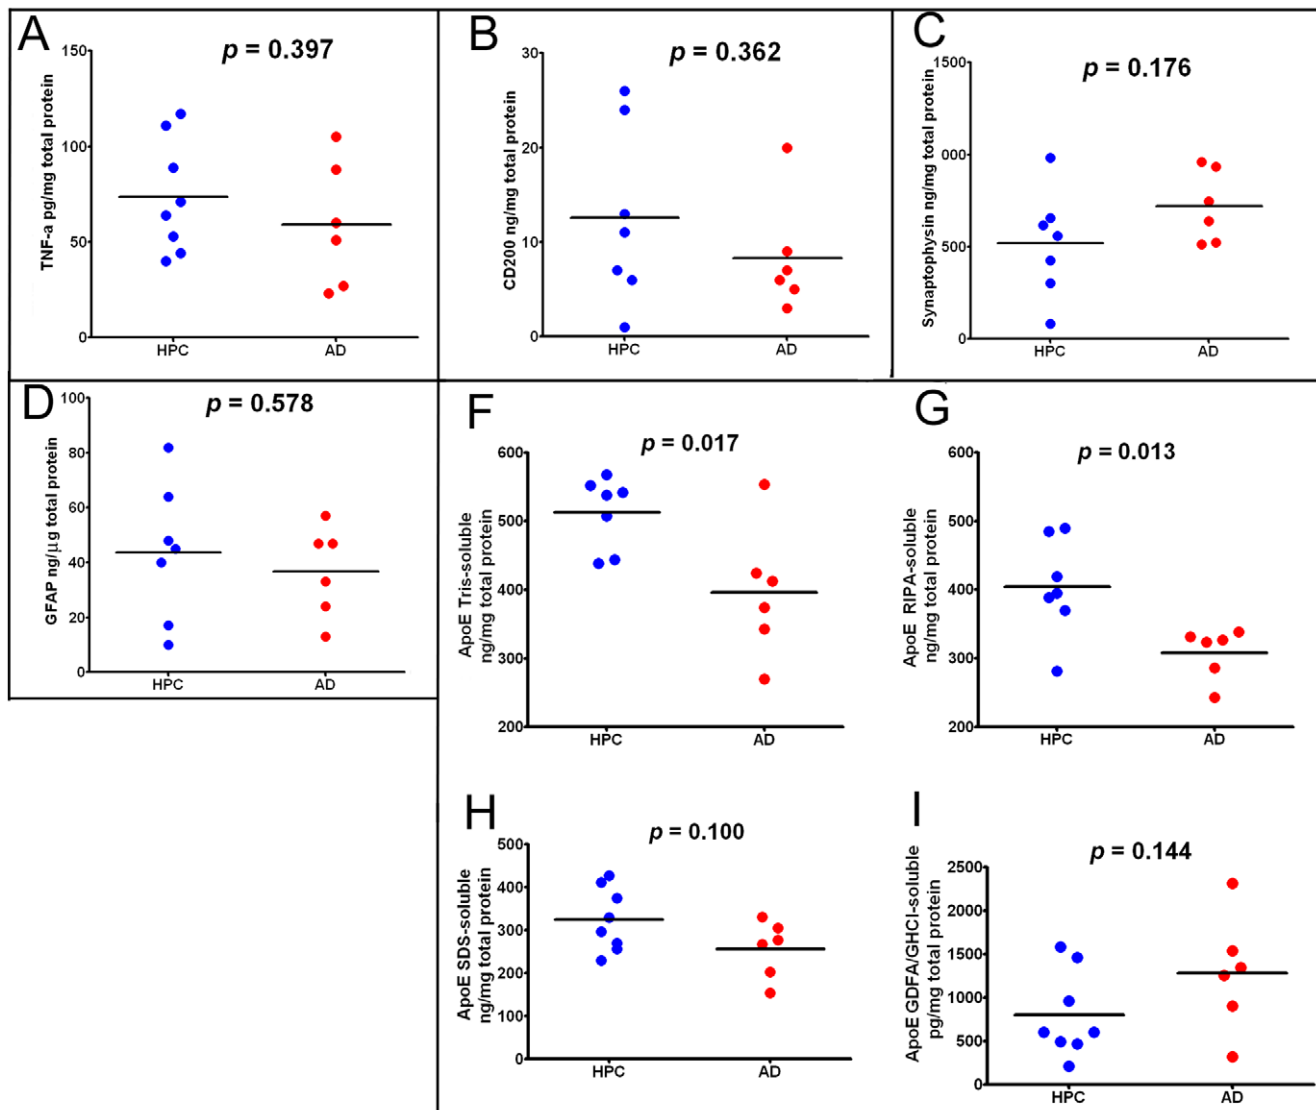 A
p = 0.397
TNF-a pg/mg total protein
150
100
50
0
HPC AD
B
p = 0.362
CD200 ng/mg total protein
30
20
10
0
HPC AD
C
p = 0.176
Synaptophysin ng/mg total protein
1500
000
500
0
HPC AD
D
p = 0.578
GFAP ng/μg total protein
100
80
60
40
20
0
HPC AD
F
p = 0.017
ApoE Tris-soluble
ng/mg total protein
600
500
400
300
200
HPC AD
G
p = 0.013
ApoE RIPA-soluble
ng/mg total protein
600
500
400
300
200
HPC AD
H
p = 0.100
ApoE SDS-soluble
ng/mg total protein
500
400
300
200
100
0
HPC AD
I
p = 0.144
ApoE GDFA/GHCl-soluble
pg/mg total protein
2500
2000
1500
1000
500
0
HPC AD